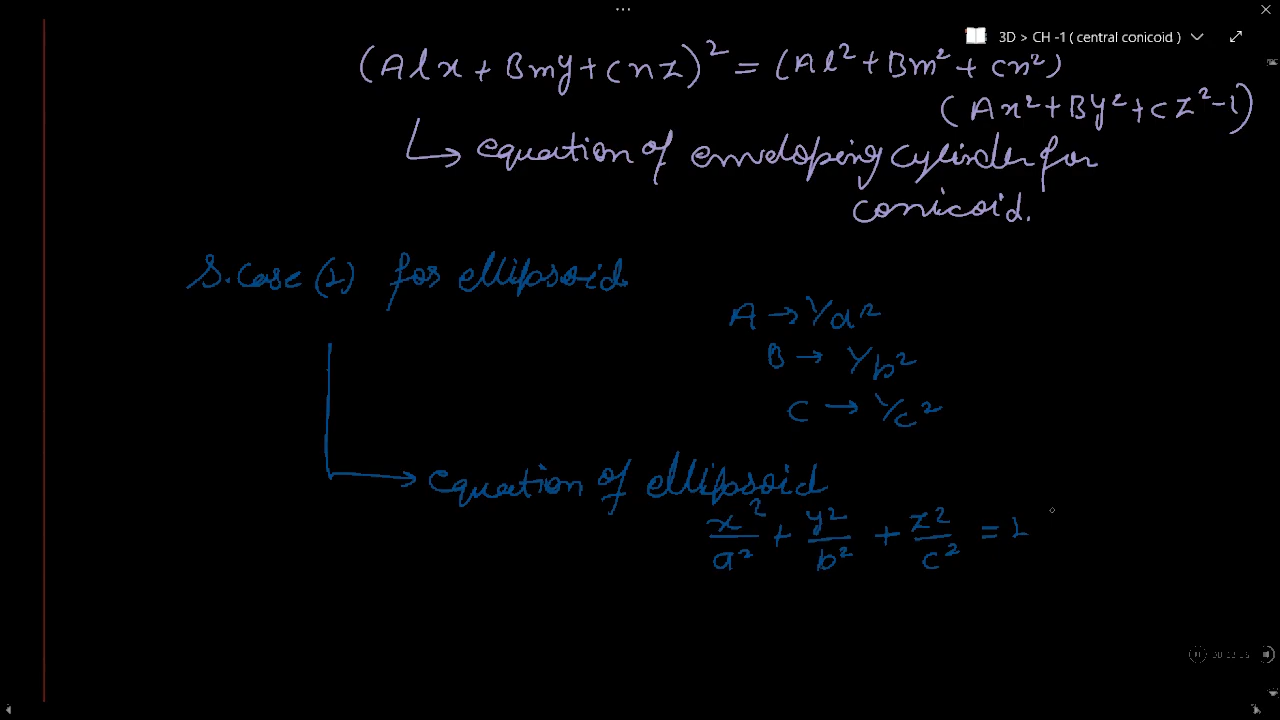 3D > CH -1 ( central conicoid )
(Alx + Bmy + Cnz)² = (Al² + Bm² + Cn²)
(Ax² + By² + Cz² - 1)
↳ equation of enveloping cylinder for
conicoid.
S. Case (1) for ellipsoid.
A → 1/a²
B → 1/b²
C → 1/c²
equation of ellipsoid
x²/a² + y²/b² + z²/c² = 1